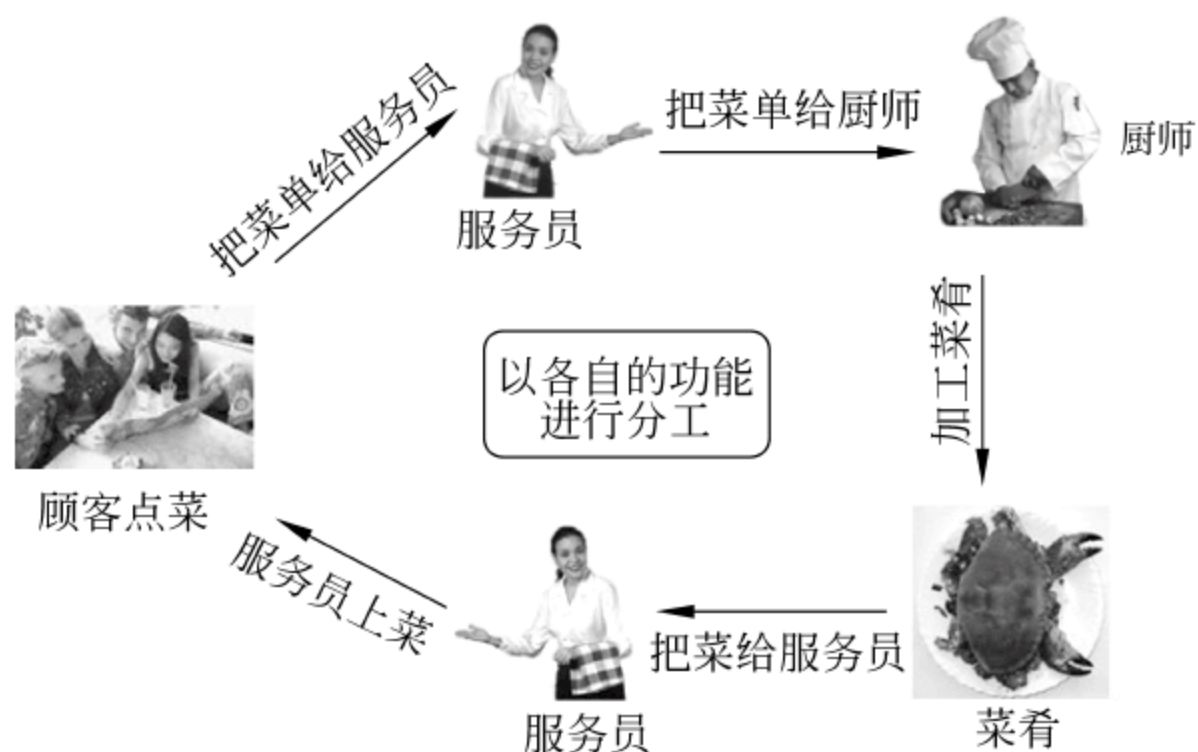 把菜单给服务员
服务员
把菜单给厨师
厨师
加工菜肴
以各自的功能
进行分工
顾客点菜
服务员上菜
服务员
把菜给服务员
菜肴